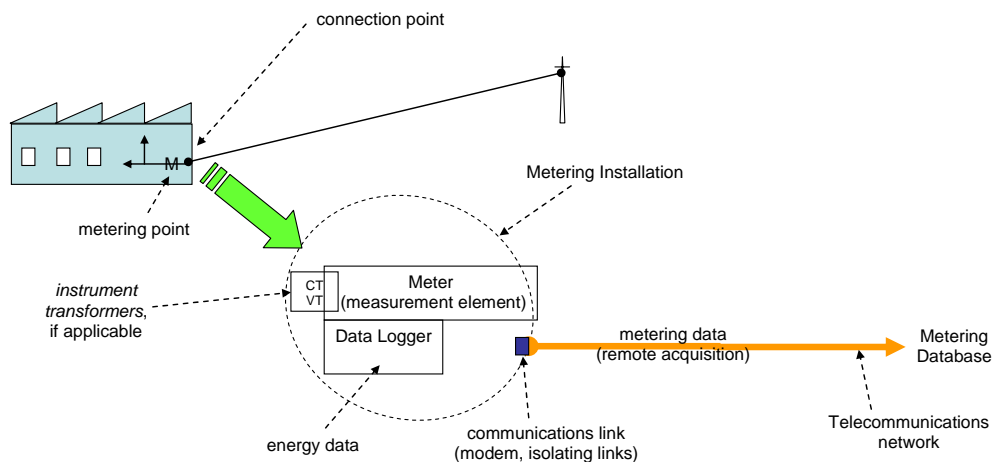 connection point
M
metering point
Metering Installation
instrument
transformers,
if applicable
CT
VT
Meter
(measurement element)
Data Logger
metering data
(remote acquisition)
Metering
Database
energy data
communications link
(modem, isolating links)
Telecommunications
network